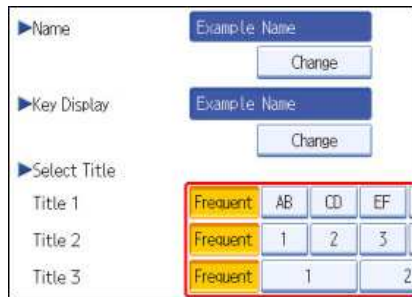 ▶Name Example Name
Change
▶Key Display Example Name
Change
▶Select Title
Title 1 Frequent AB CD EF
Title 2 Frequent 1 2 3
Title 3 Frequent 1 2